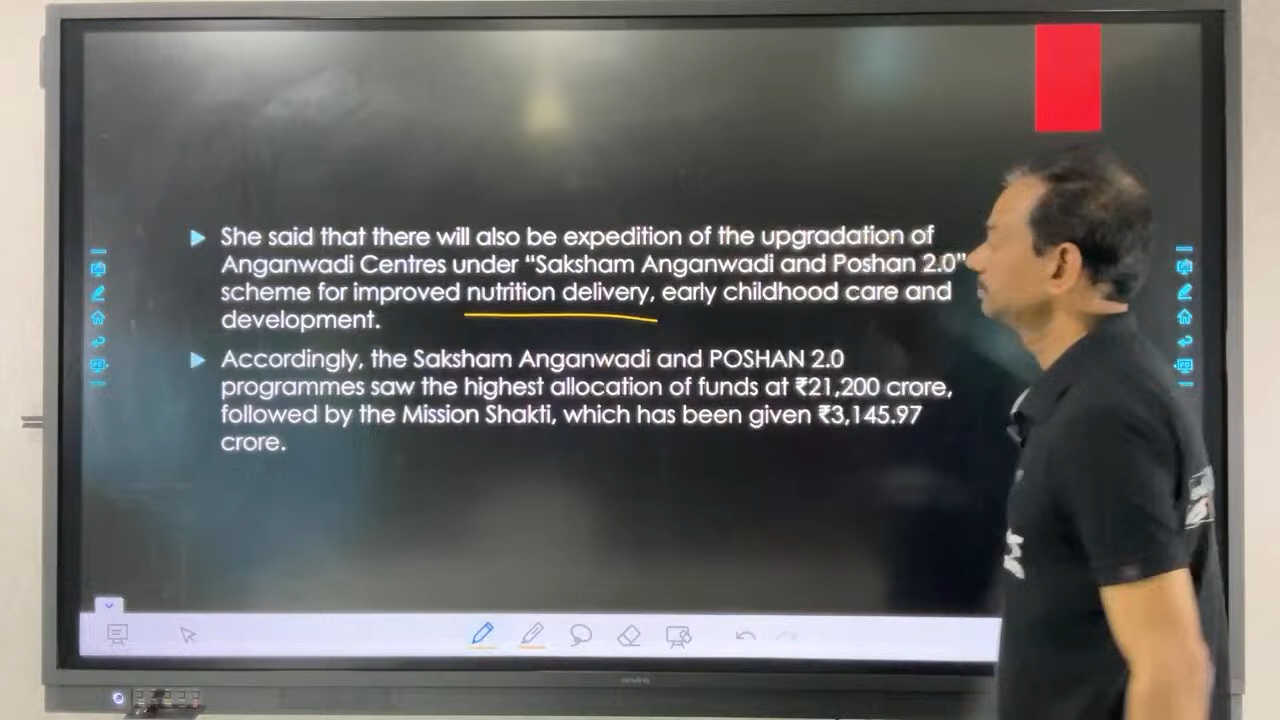 She said that there will also be expedition of the upgradation of
Anganwadi Centres under “Saksham Anganwadi and Poshan 2.0”
scheme for improved nutrition delivery, early childhood care and
development.
Accordingly, the Saksham Anganwadi and POSHAN 2.0
programmes saw the highest allocation of funds at ₹21,200 crore,
followed by the Mission Shakti, which has been given ₹3,145.97
crore.